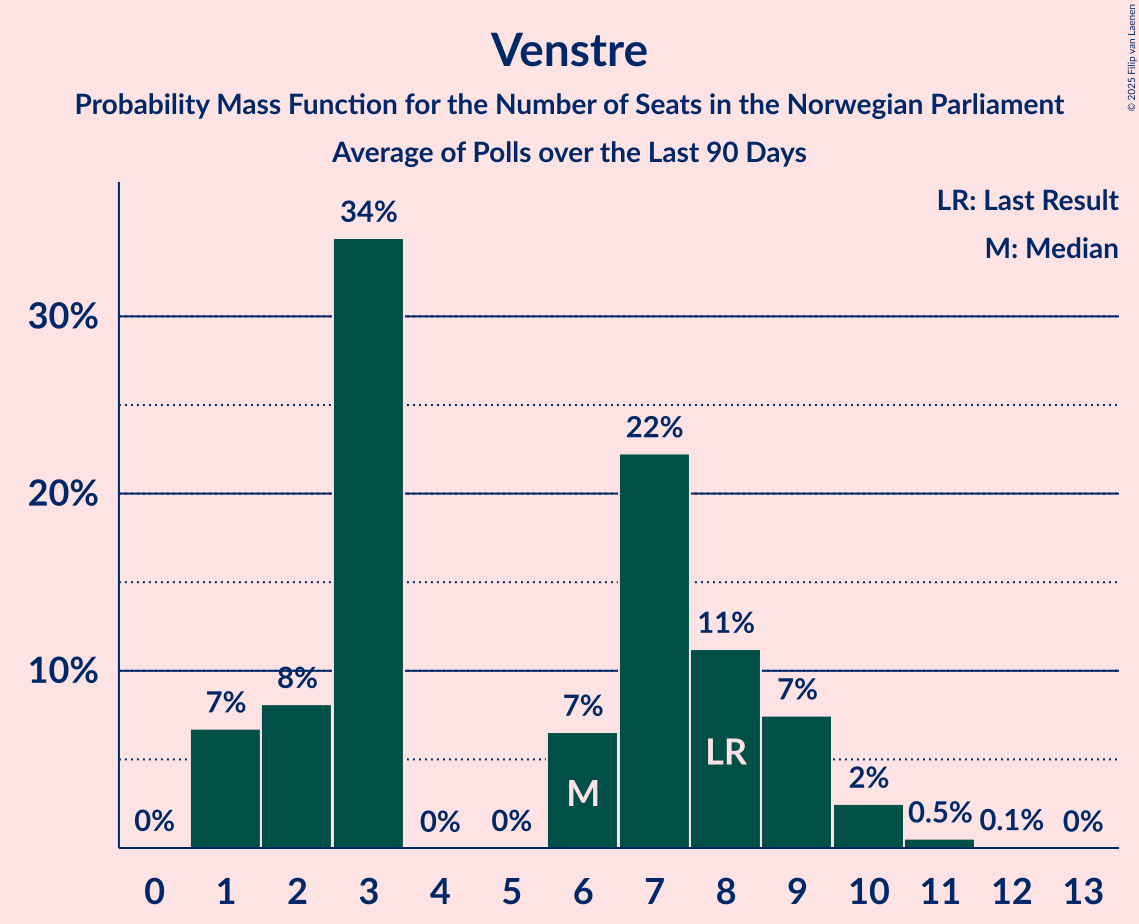 © 2025 Filip van Laenen
Venstre
Probability Mass Function for the Number of Seats in the Norwegian Parliament
Average of Polls over the Last 90 Days
LR: Last Result
M: Median
34%
30%
22%
20%
11%
10%
8%
7%
7%
7%
LR
M
2%
0.5%
0%
0%
0%
0.1%
0%
0 1 2 3 4 5 6 7 8 9 10 11 12 13